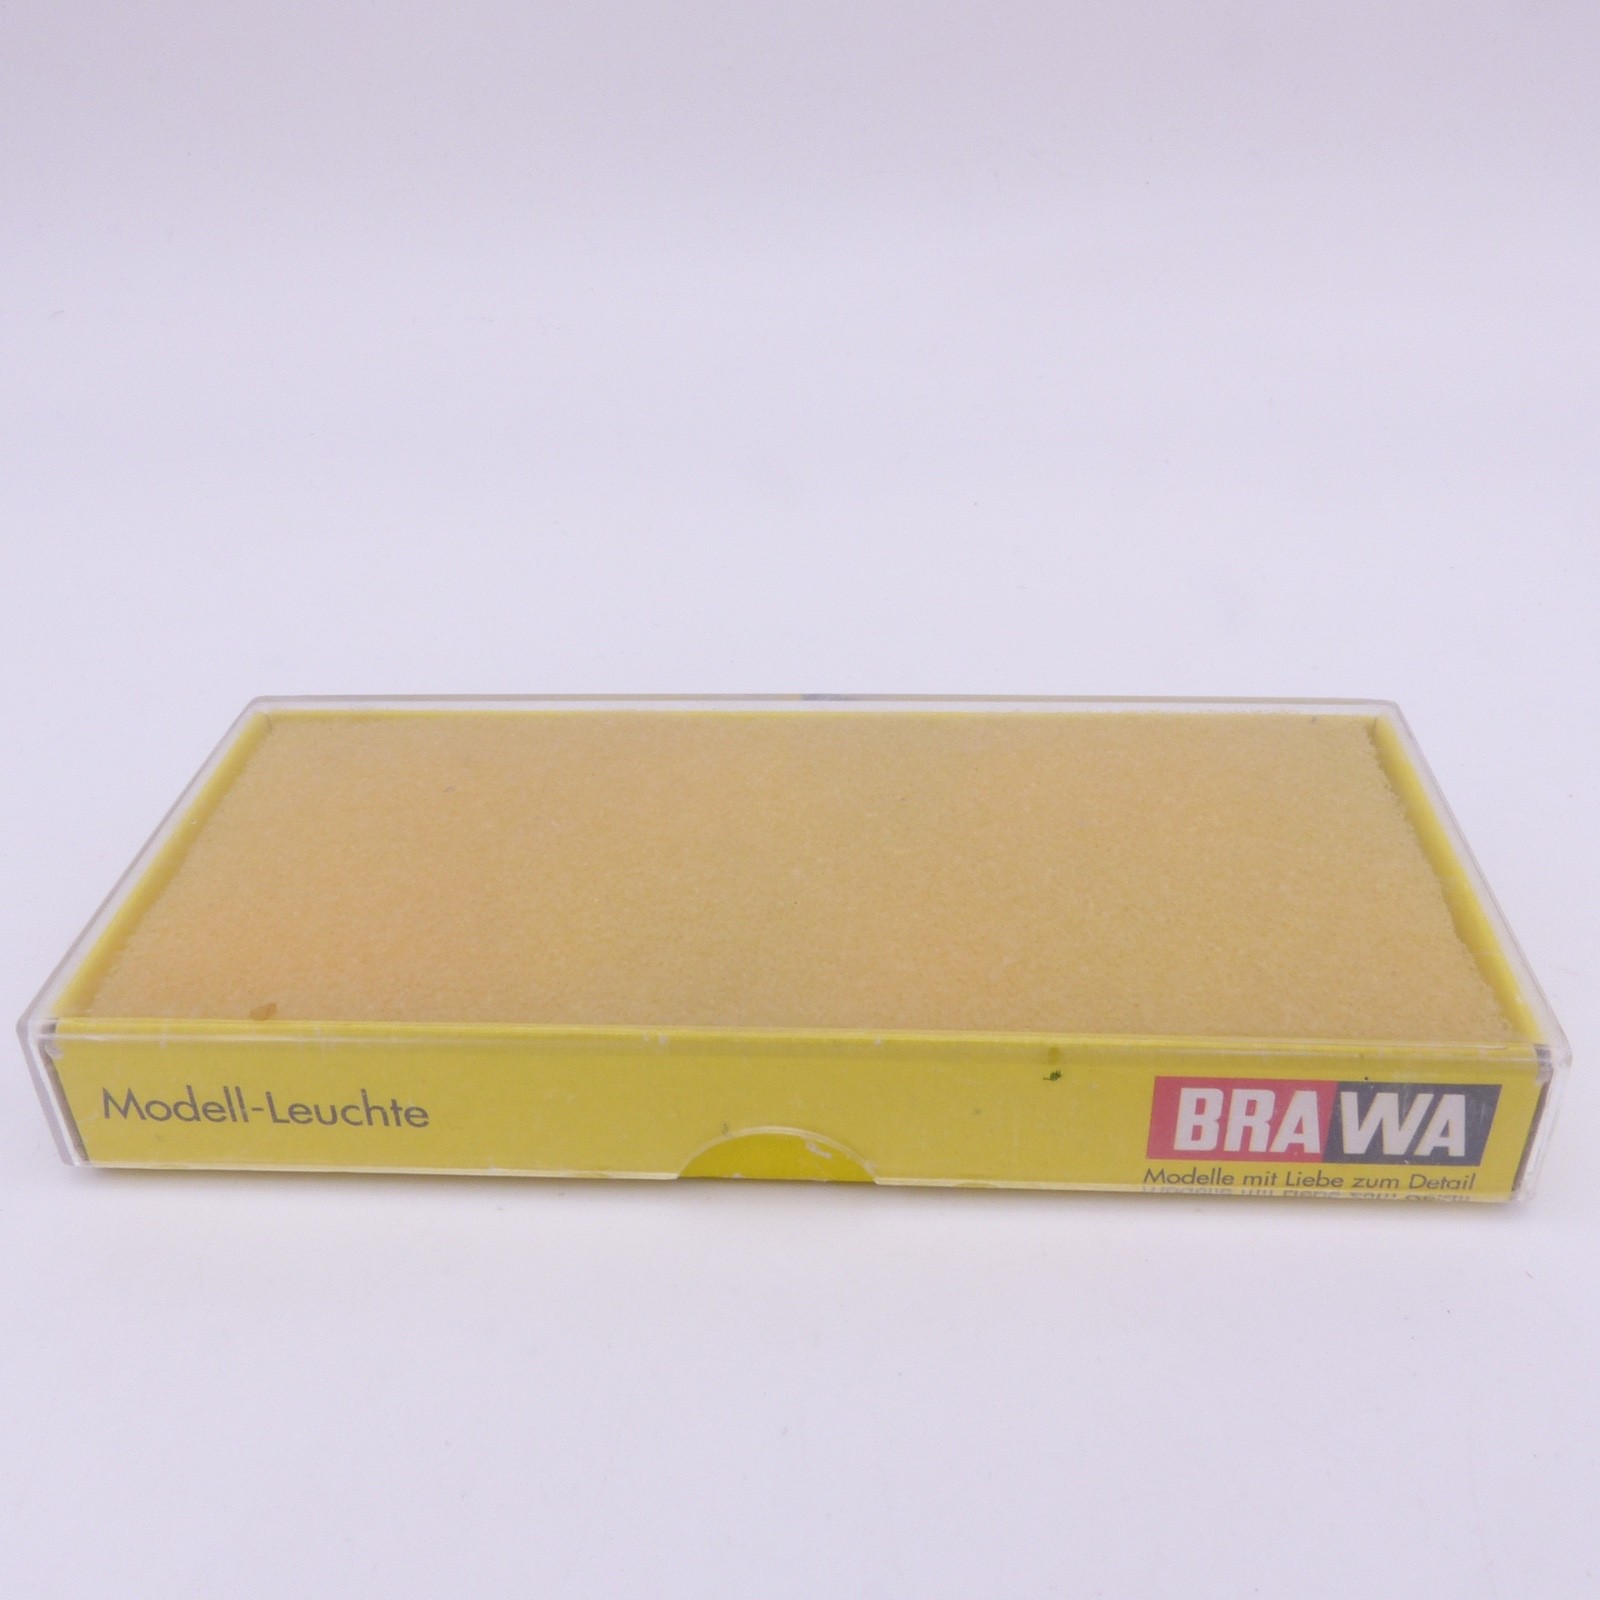 Modell-Leuchte
BRAWA
Modelle mit Liebe zum Detail